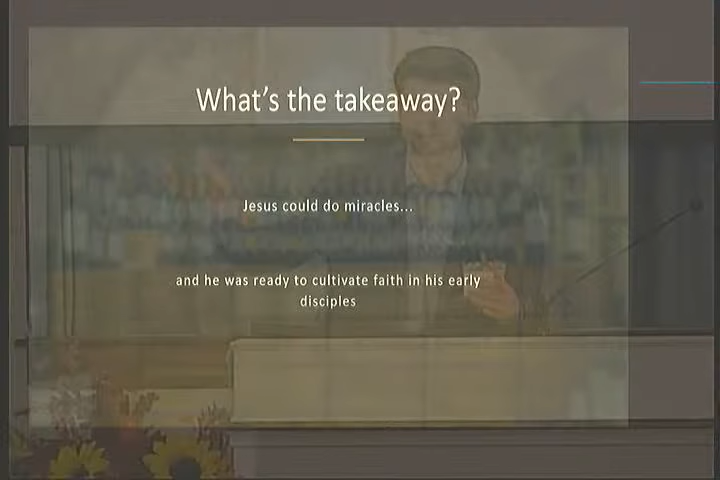 What's the takeaway?
Jesus could do miracles...
and he was ready to cultivate faith in his early
disciples